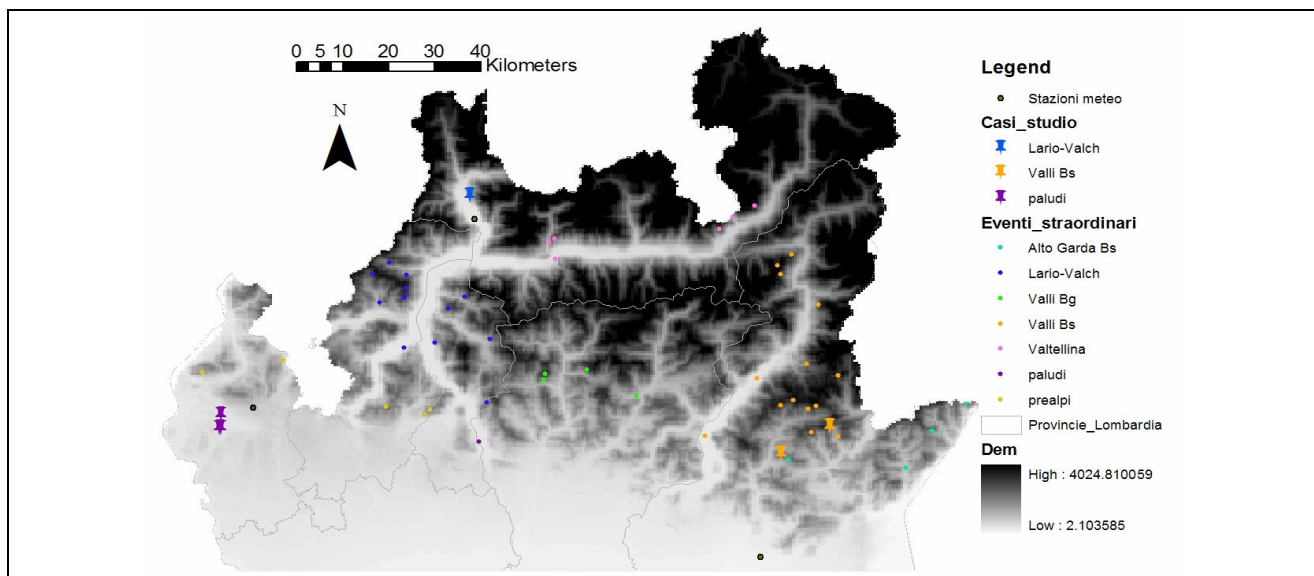 0 5 10 20 30 40
Kilometers
N
Legend
Stazioni meteo
Casi_studio
Lario-Valch
Valli Bs
paludi
Eventi_straordinari
Alto Garda Bs
Lario-Valch
Valli Bg
Valli Bs
Valtellina
paludi
prealpi
Provincie_Lombardia
Dem
High : 4024.810059
Low : 2.103585